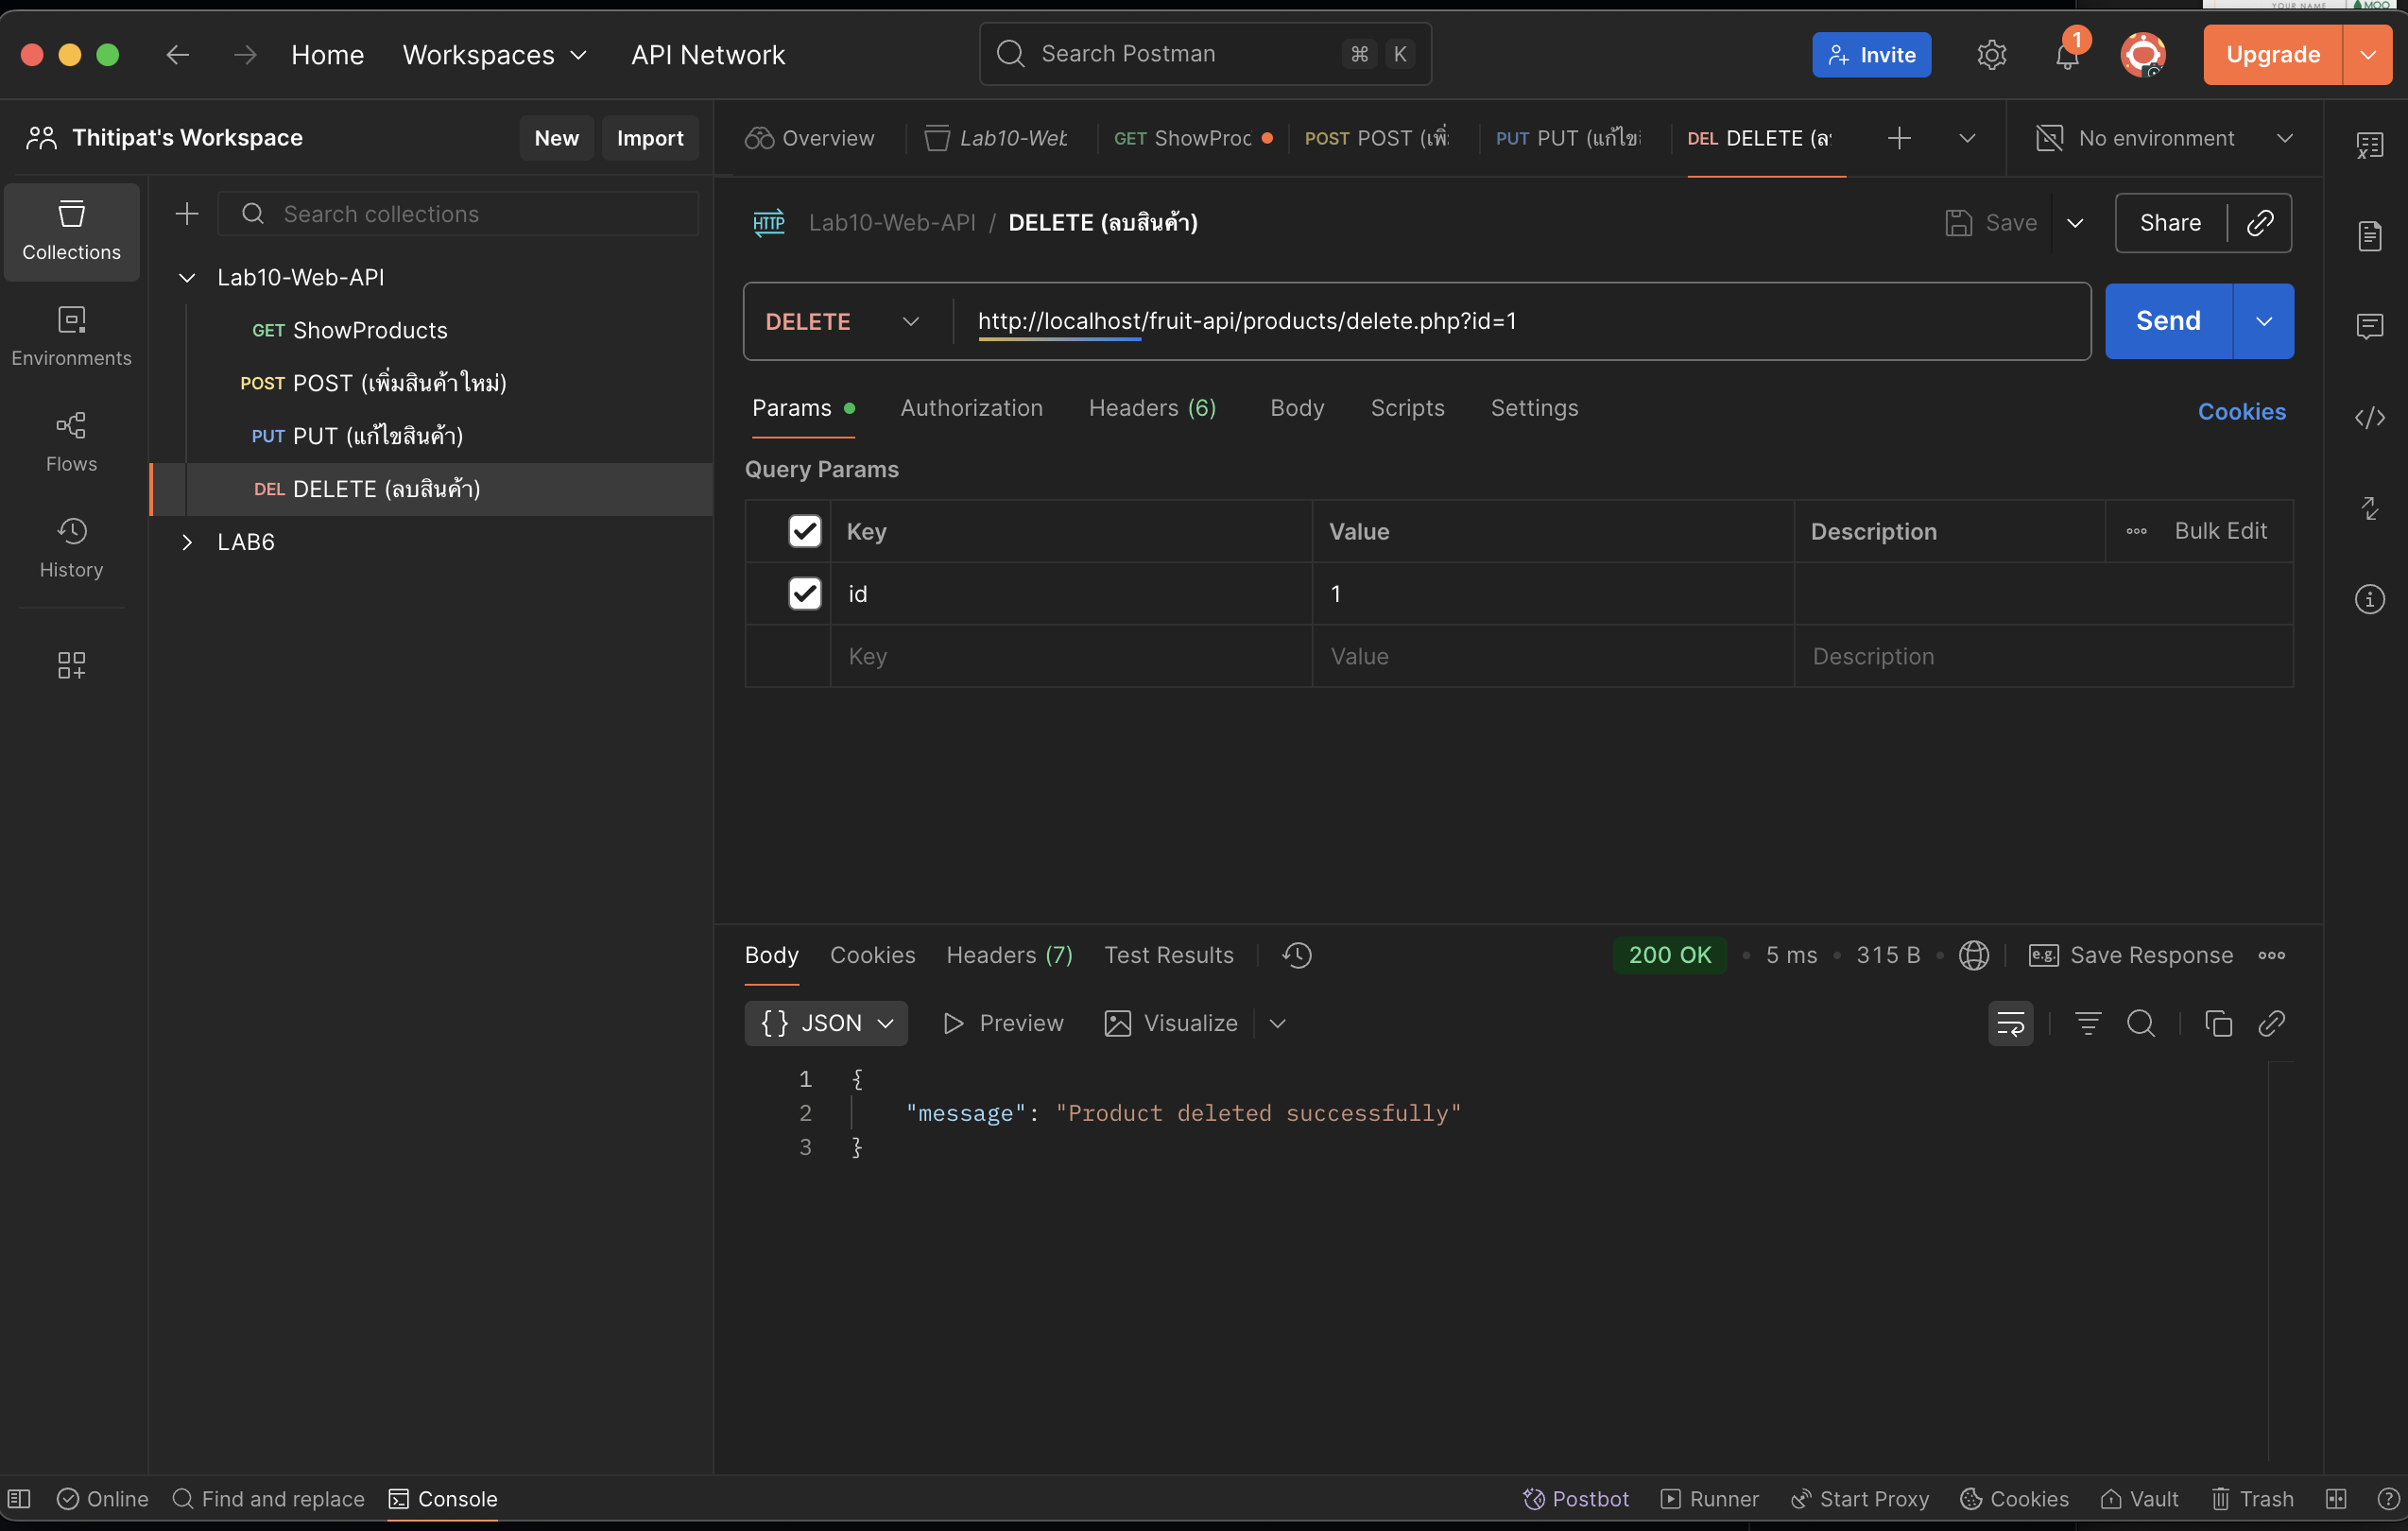 YOUR NAME MOO
Home Workspaces API Network Search Postman ⌘ K Invite 1 Upgrade
Thitipat's Workspace New Import
Overview Lab10-Web GET ShowProc POST POST (เพิ่ PUT PUT (แก้ไข DEL DELETE (ล No environment
Collections
Environments
Flows
History
Search collections
Lab10-Web-API
GET ShowProducts
POST POST (เพิ่มสินค้าใหม่)
PUT PUT (แก้ไขสินค้า)
DEL DELETE (ลบสินค้า)
LAB6
HTTP Lab10-Web-API / DELETE (ลบสินค้า) Save Share
DELETE http://localhost/fruit-api/products/delete.php?id=1 Send
Params Authorization Headers (6) Body Scripts Settings Cookies
Query Params
Key Value Description Bulk Edit
id 1
Key Value Description
Body Cookies Headers (7) Test Results 200 OK • 5 ms • 315 B • e.g. Save Response
{} JSON Preview Visualize
1 {
2 "message": "Product deleted successfully"
3 }
Online Find and replace Console Postbot Runner Start Proxy Cookies Vault Trash